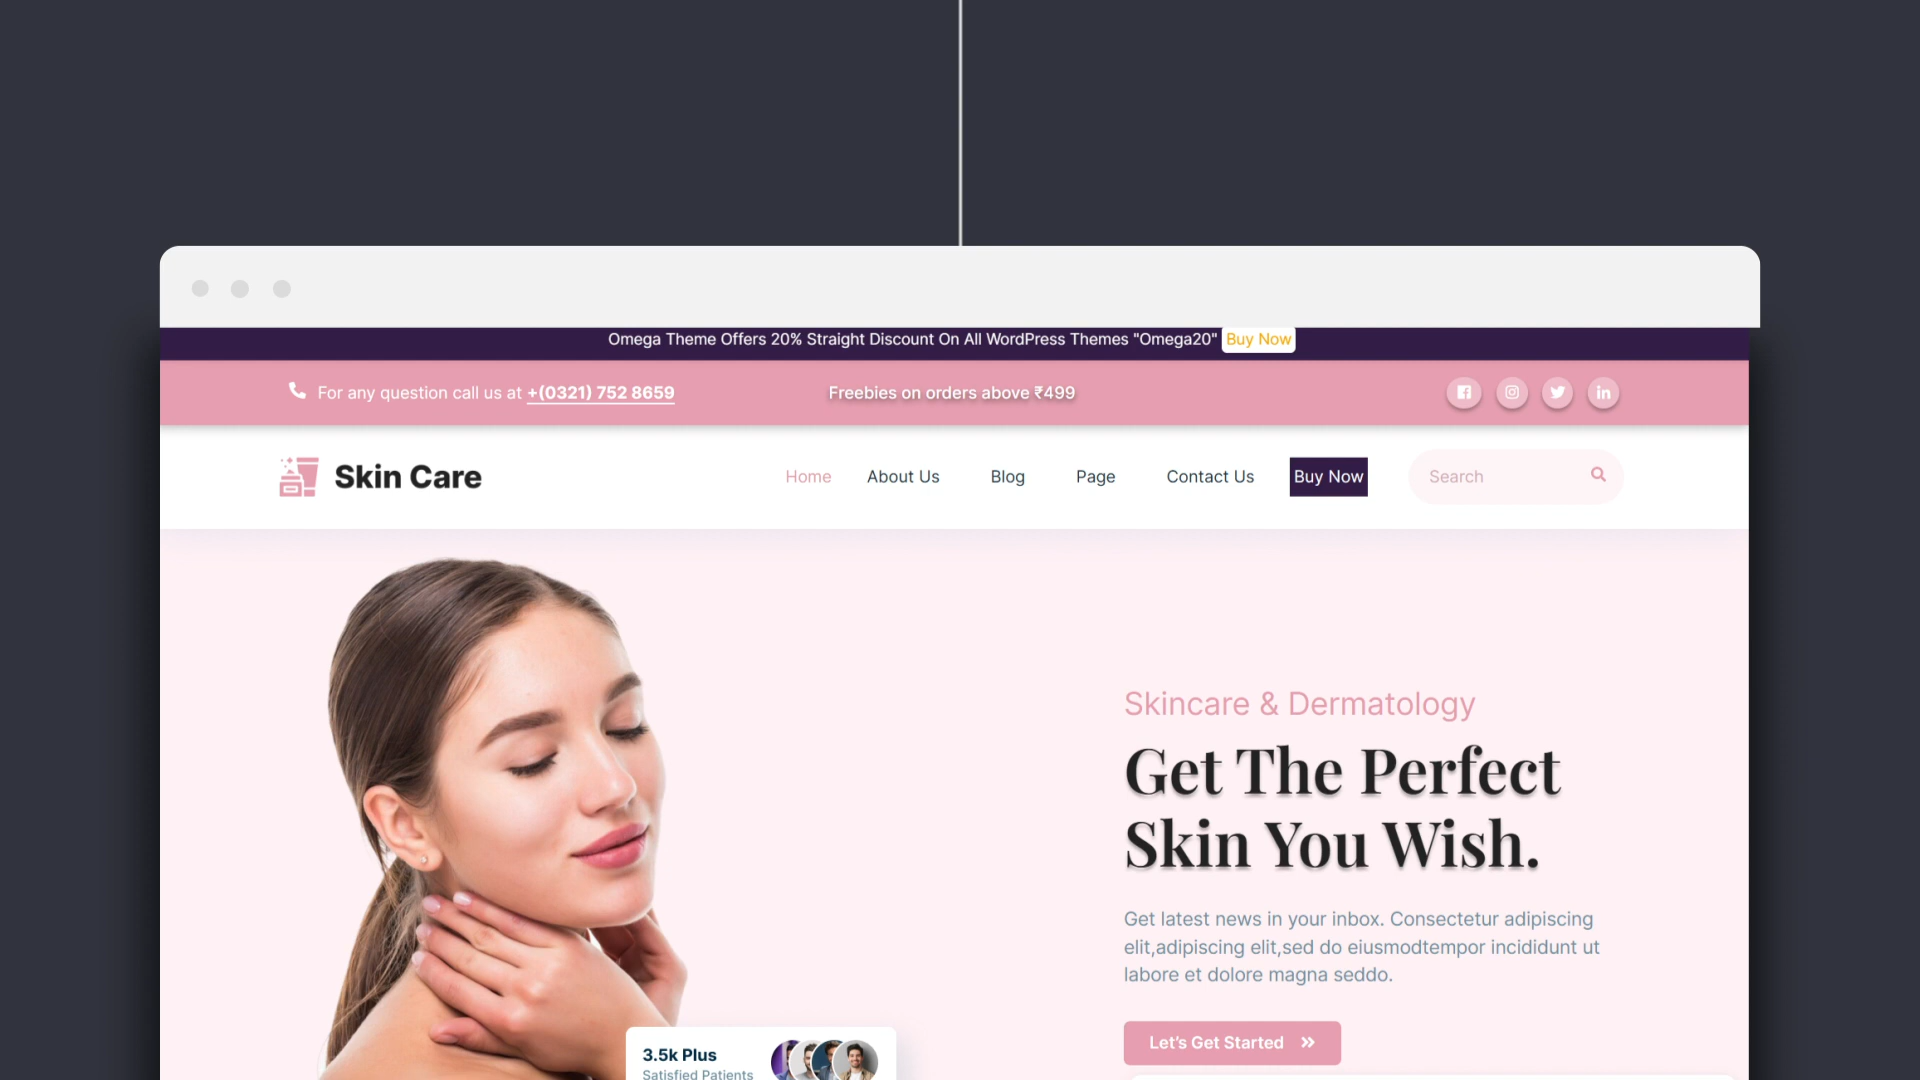 Omega Theme Offers 20% Straight Discount On All WordPress Themes "Omega20" Buy Now
For any question call us at +(0321) 752 8659
Freebies on orders above ₹499
Skin Care
Home About Us Blog Page Contact Us Buy Now Search
Skincare & Dermatology
Get The Perfect
Skin You Wish.
Get latest news in your inbox. Consectetur adipiscing
elit,adipiscing elit,sed do eiusmodtempor incididunt ut
labore et dolore magna seddo.
Let's Get Started
3.5k Plus
Satisfied Patients